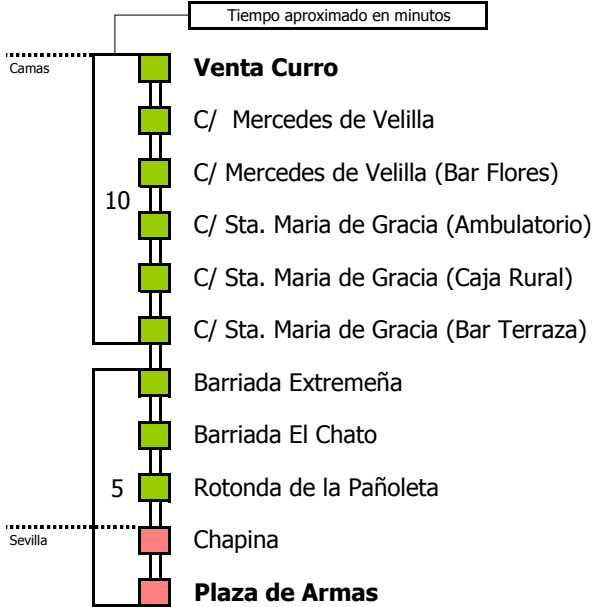 Tiempo aproximado en minutos
Camas
Venta Curro
C/ Mercedes de Velilla
C/ Mercedes de Velilla (Bar Flores)
10
C/ Sta. Maria de Gracia (Ambulatorio)
C/ Sta. Maria de Gracia (Caja Rural)
C/ Sta. Maria de Gracia (Bar Terraza)
Barriada Extremeña
Barriada El Chato
5
Rotonda de la Pañoleta
Sevilla
Chapina
Plaza de Armas